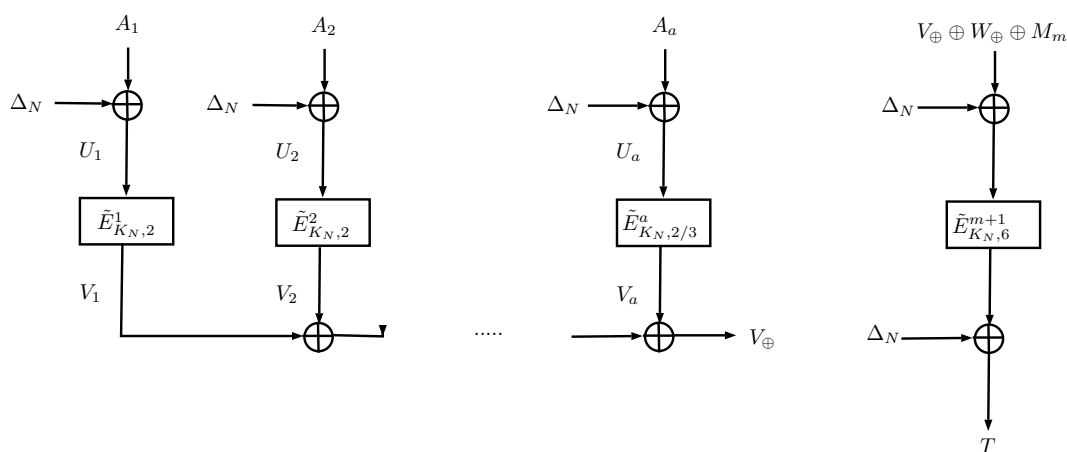 A_1 A_2 A_a V_⊕ ⊕ W_⊕ ⊕ M_m
Δ_N Δ_N Δ_N Δ_N
U_1 U_2 U_a
Ẽ^1_{K_N,2} Ẽ^2_{K_N,2} Ẽ^a_{K_N,2/3} Ẽ^{m+1}_{K_N,6}
V_1 V_2 V_a
..... V_⊕ Δ_N
T